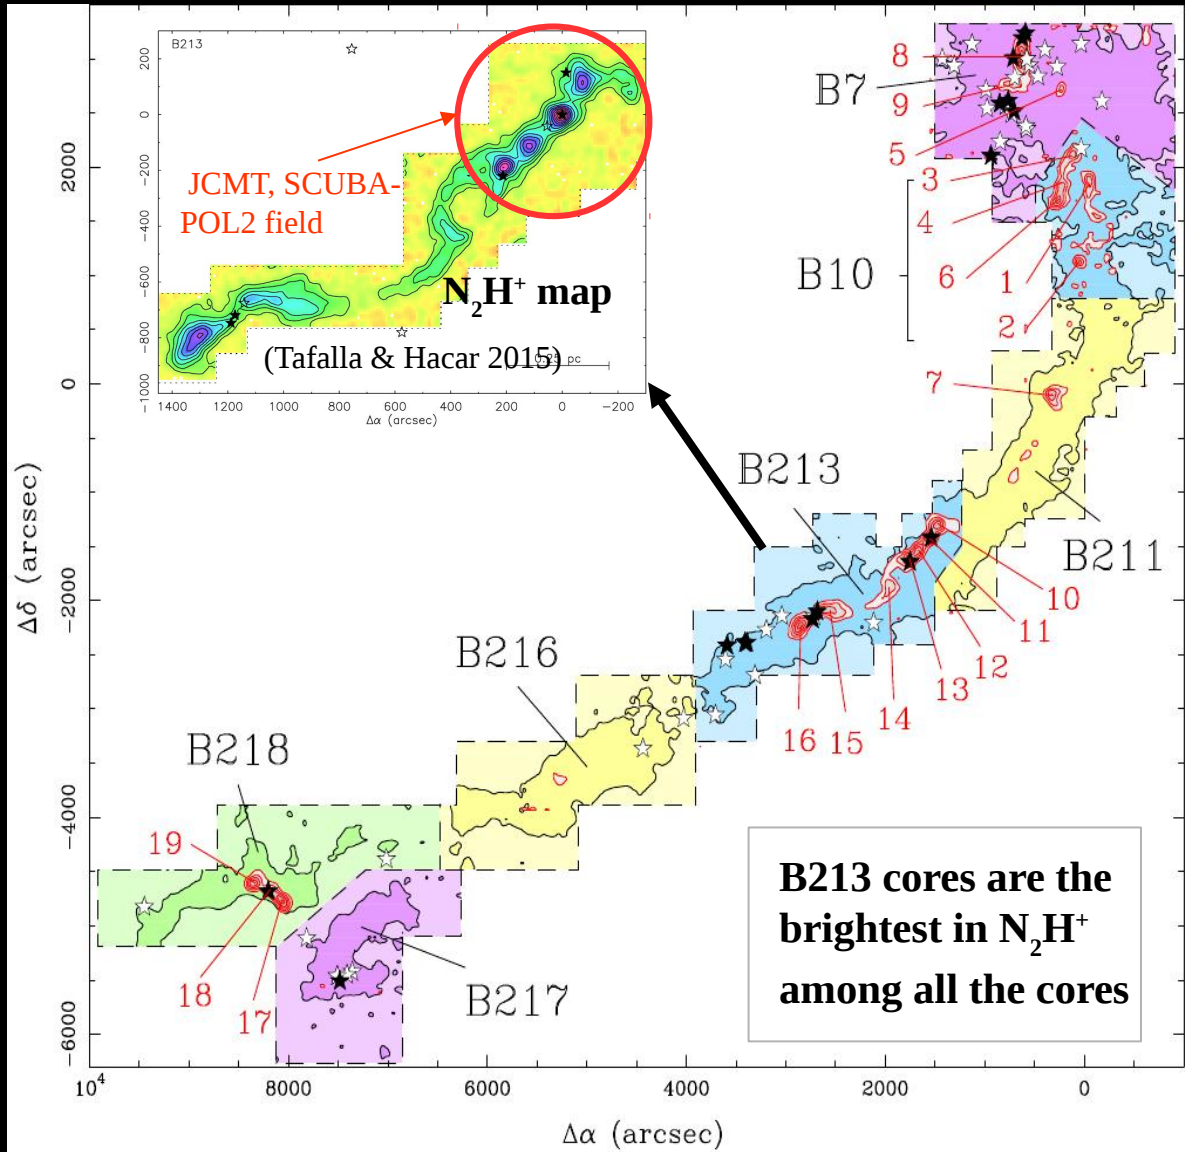 B213
JCMT, SCUBA-
POL2 field
N₂H⁺ map
(Tafalla & Hacar 2015)
0.25 pc
200
0
−200
−400
−600
−800
−1000
1400 1200 1000 800 600 400 200 0 −200
Δα (arcsec)
B7
8
9
5
3
4
6
1
2
B10
7
B213
B211
10
11
12
13
14
15
16
B216
B218
19
18
17
B217
B213 cores are the
brightest in N₂H⁺
among all the cores
2000
0
−2000
−4000
−6000
Δδ (arcsec)
10⁴ 8000 6000 4000 2000 0
Δα (arcsec)